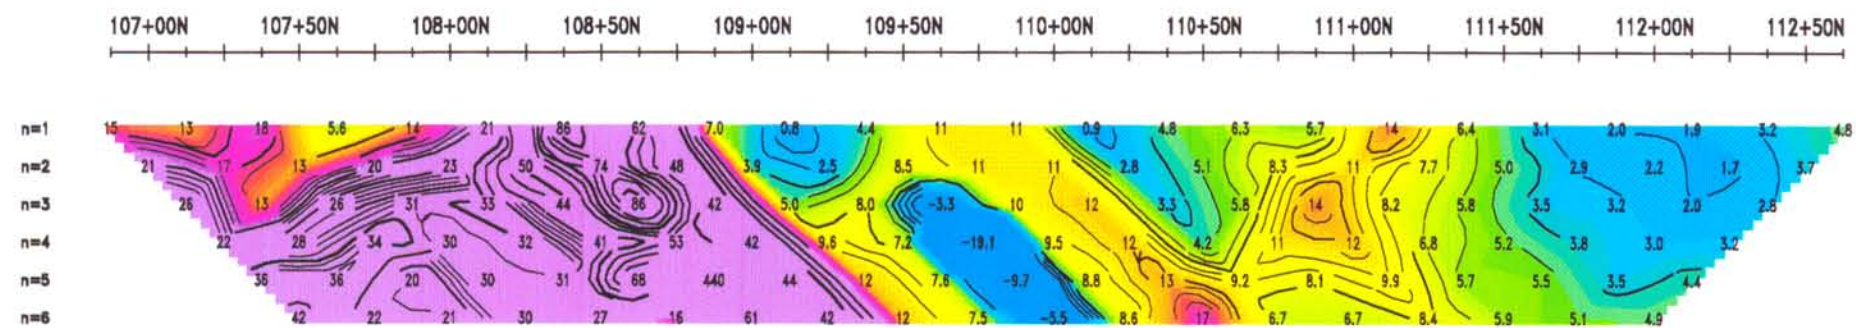 107+00N 107+50N 108+00N 108+50N 109+00N 109+50N 110+00N 110+50N 111+00N 111+50N 112+00N 112+50N
n=1 15 13 18 5.6 14 21 86 62 7.0 0.8 4.4 11 11 0.9 4.8 6.3 5.7 14 6.4 3.1 2.0 1.9 3.2 4.8
n=2 21 17 13 20 23 50 74 48 3.9 2.5 8.5 11 11 2.8 5.1 8.3 11 7.7 5.0 2.9 2.2 1.7 3.7
n=3 26 13 26 31 33 44 86 42 5.0 8.0 -3.3 10 12 3.3 5.8 14 8.2 5.8 3.5 3.2 2.0 2.8
n=4 22 28 34 30 32 41 53 42 9.6 7.2 -19.1 9.5 12 4.2 11 12 6.8 5.2 3.8 3.0 3.2
n=5 36 36 20 30 31 68 440 44 12 7.6 -9.7 8.8 13 9.2 8.1 9.9 5.7 5.5 3.5 4.4
n=6 42 22 21 30 27 16 61 42 12 7.5 -5.5 8.6 17 6.7 6.7 8.4 5.9 5.1 4.9